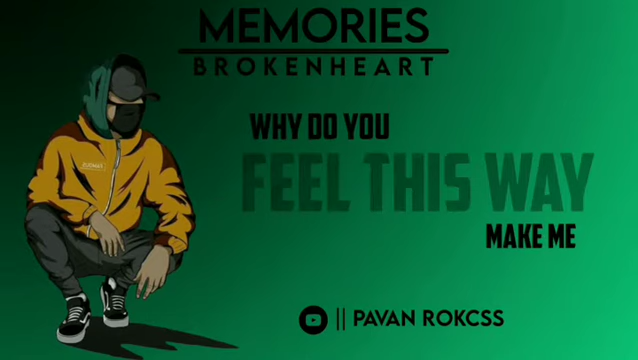 MEMORIES
BROKENHEART
WHY DO YOU
FEEL THIS WAY
MAKE ME
|| PAVAN ROKCSS